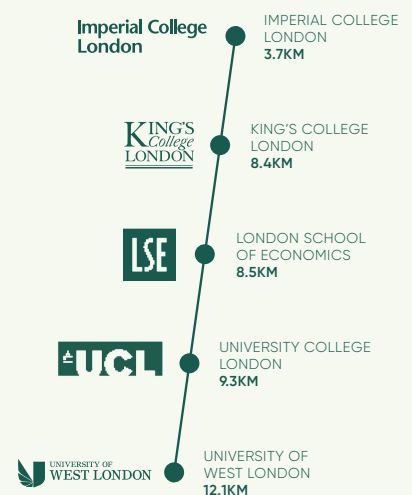 Imperial College
London
IMPERIAL COLLEGE
LONDON
3.7KM
KING'S
College
LONDON
KING'S COLLEGE
LONDON
8.4KM
LSE
LONDON SCHOOL
OF ECONOMICS
8.5KM
UCL
UNIVERSITY COLLEGE
LONDON
9.3KM
UNIVERSITY OF
WEST LONDON
UNIVERSITY OF
WEST LONDON
12.1KM